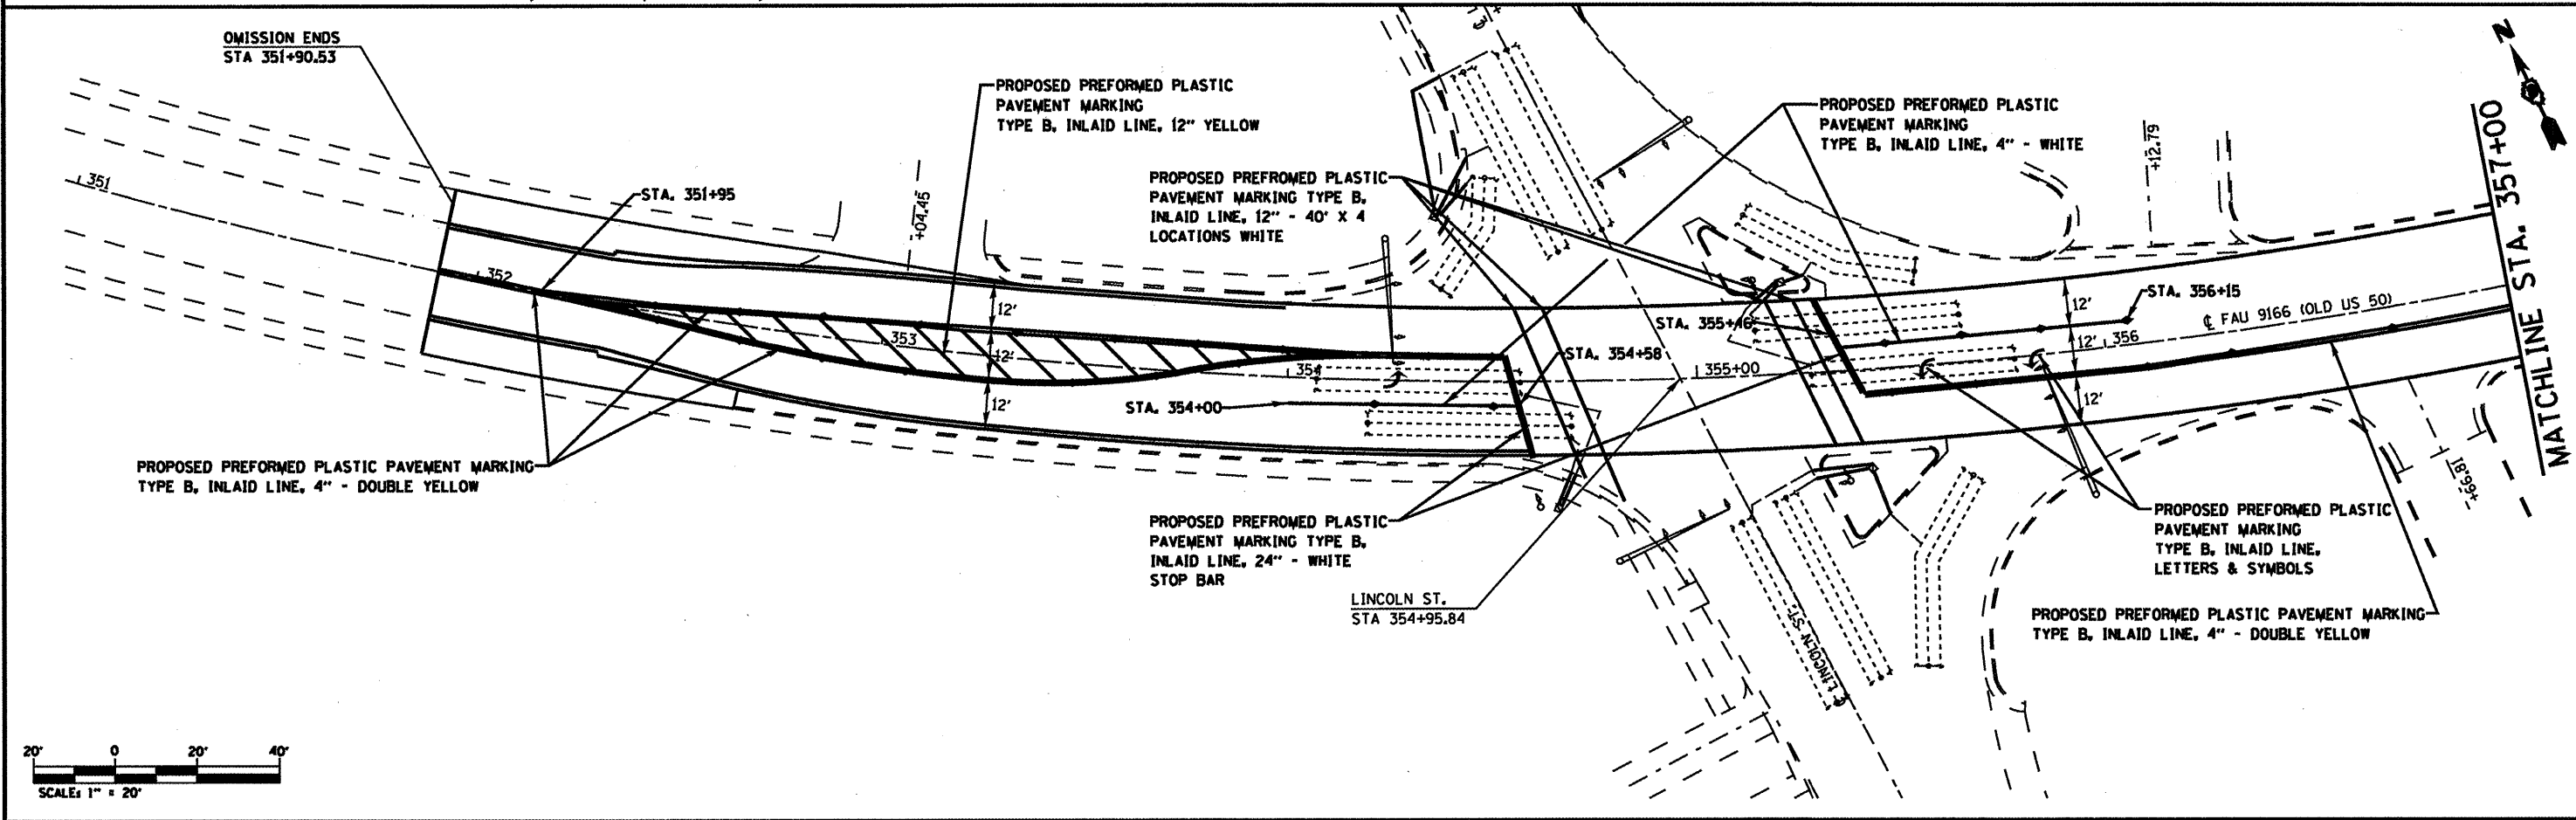 OMISSION ENDS
STA 351+90.53
351
STA. 351+95
352
+04.45
PROPOSED PREFORMED PLASTIC
PAVEMENT MARKING
TYPE B, INLAID LINE, 12" YELLOW
PROPOSED PREFROMED PLASTIC
PAVEMENT MARKING TYPE B,
INLAID LINE, 12" - 40' X 4
LOCATIONS WHITE
PROPOSED PREFORMED PLASTIC
PAVEMENT MARKING
TYPE B, INLAID LINE, 4" - WHITE
+12.79
N
MATCHLINE STA. 357+00
12'
12'
12'
353
354
STA. 354+00
STA. 354+58
355+00
STA. 355+46
STA. 356+15
12'
12'
12'
356
℄ FAU 9166 (OLD US 50)
+66.81
PROPOSED PREFORMED PLASTIC PAVEMENT MARKING
TYPE B, INLAID LINE, 4" - DOUBLE YELLOW
PROPOSED PREFROMED PLASTIC
PAVEMENT MARKING TYPE B,
INLAID LINE, 24" - WHITE
STOP BAR
LINCOLN ST.
STA 354+95.84
℄ LINCOLN ST.
PROPOSED PREFORMED PLASTIC
PAVEMENT MARKING
TYPE B, INLAID LINE,
LETTERS & SYMBOLS
PROPOSED PREFORMED PLASTIC PAVEMENT MARKING
TYPE B, INLAID LINE, 4" - DOUBLE YELLOW
20' 0 20' 40'
SCALE: 1" = 20'